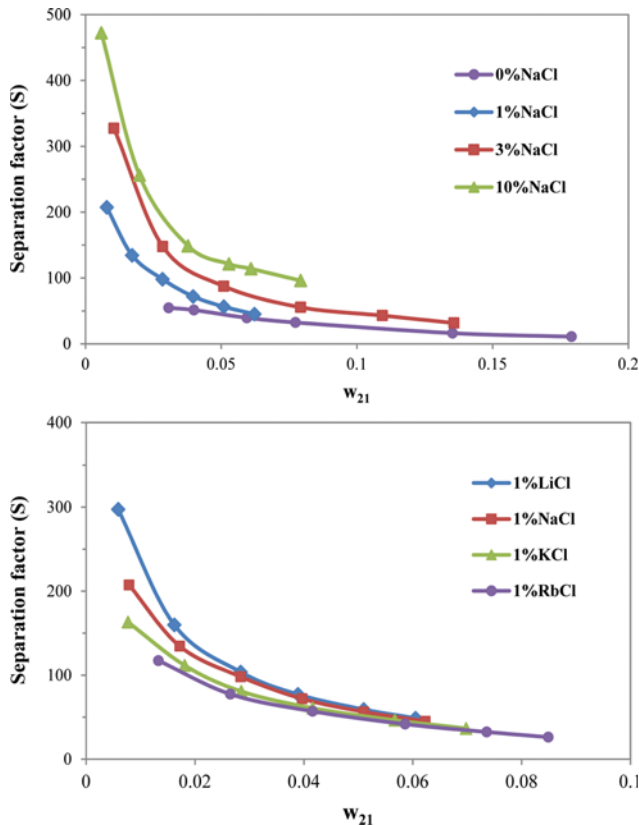 500
400
300
200
100
0
Separation factor (S)
0%NaCl
1%NaCl
3%NaCl
10%NaCl
0
0.05
0.1
0.15
0.2
w21
400
300
200
100
0
Separation factor (S)
1%LiCl
1%NaCl
1%KCl
1%RbCl
0
0.02
0.04
0.06
0.08
0.1
w21